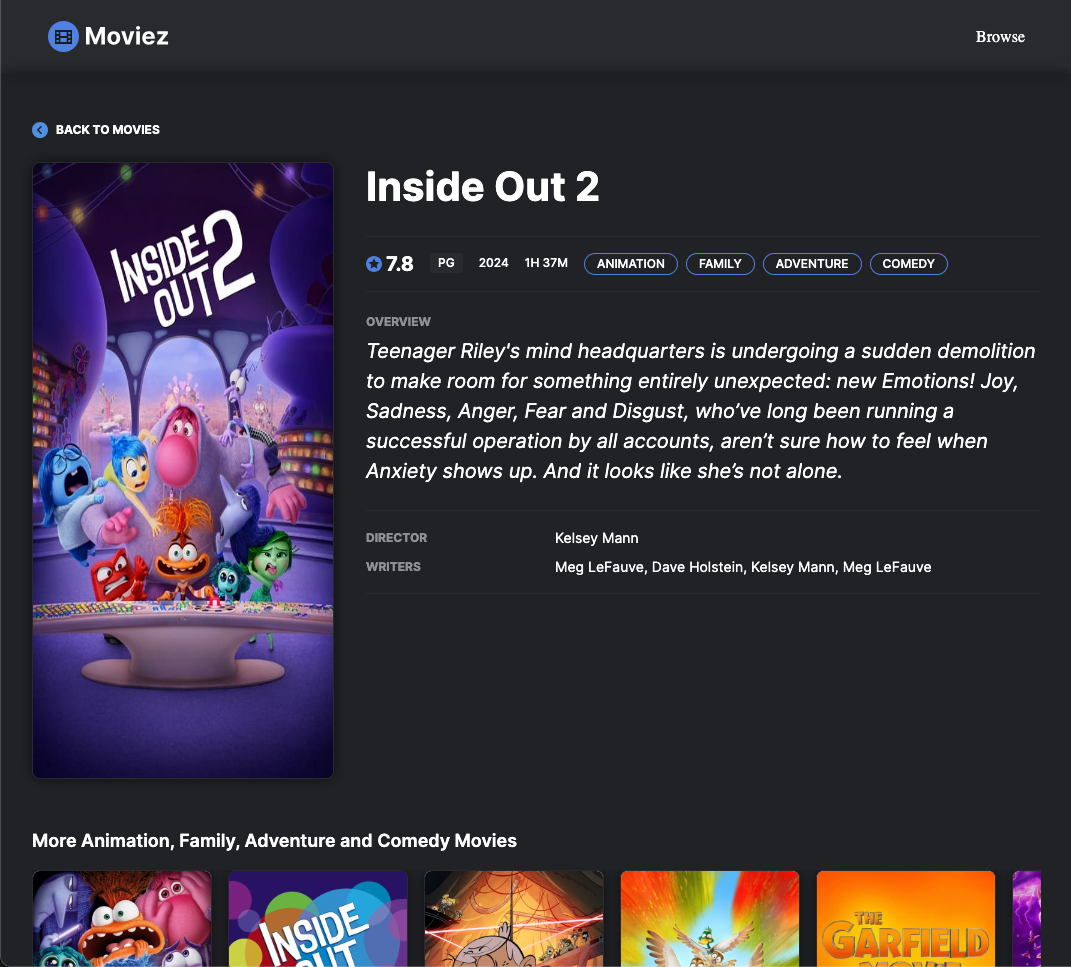 Moviez
Browse
BACK TO MOVIES
INSIDE
OUT 2
Inside Out 2
7.8 PG 2024 1H 37M ANIMATION FAMILY ADVENTURE COMEDY
OVERVIEW
Teenager Riley's mind headquarters is undergoing a sudden demolition
to make room for something entirely unexpected: new Emotions! Joy,
Sadness, Anger, Fear and Disgust, who’ve long been running a
successful operation by all accounts, aren’t sure how to feel when
Anxiety shows up. And it looks like she’s not alone.
DIRECTOR Kelsey Mann
WRITERS Meg LeFauve, Dave Holstein, Kelsey Mann, Meg LeFauve
More Animation, Family, Adventure and Comedy Movies
INSIDE
OUT
THE
GARFIELD
MOVIE